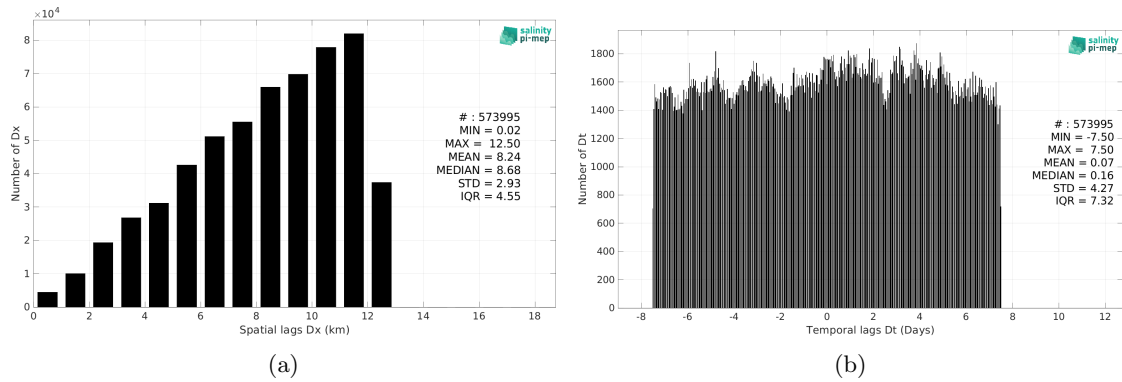 ×10⁴
salinity
pi-mep
9
8
7
6
5
4
3
2
1
0
Number of Dx
# : 573995
MIN = 0.02
MAX = 12.50
MEAN = 8.24
MEDIAN = 8.68
STD = 2.93
IQR = 4.55
0 2 4 6 8 10 12 14 16 18
Spatial lags Dx (km)
(a)
salinity
pi-mep
1800
1600
1400
1200
1000
800
600
400
200
0
Number of Dt
# : 573995
MIN = -7.50
MAX = 7.50
MEAN = 0.07
MEDIAN = 0.16
STD = 4.27
IQR = 7.32
-8 -6 -4 -2 0 2 4 6 8 10 12
Temporal lags Dt (Days)
(b)